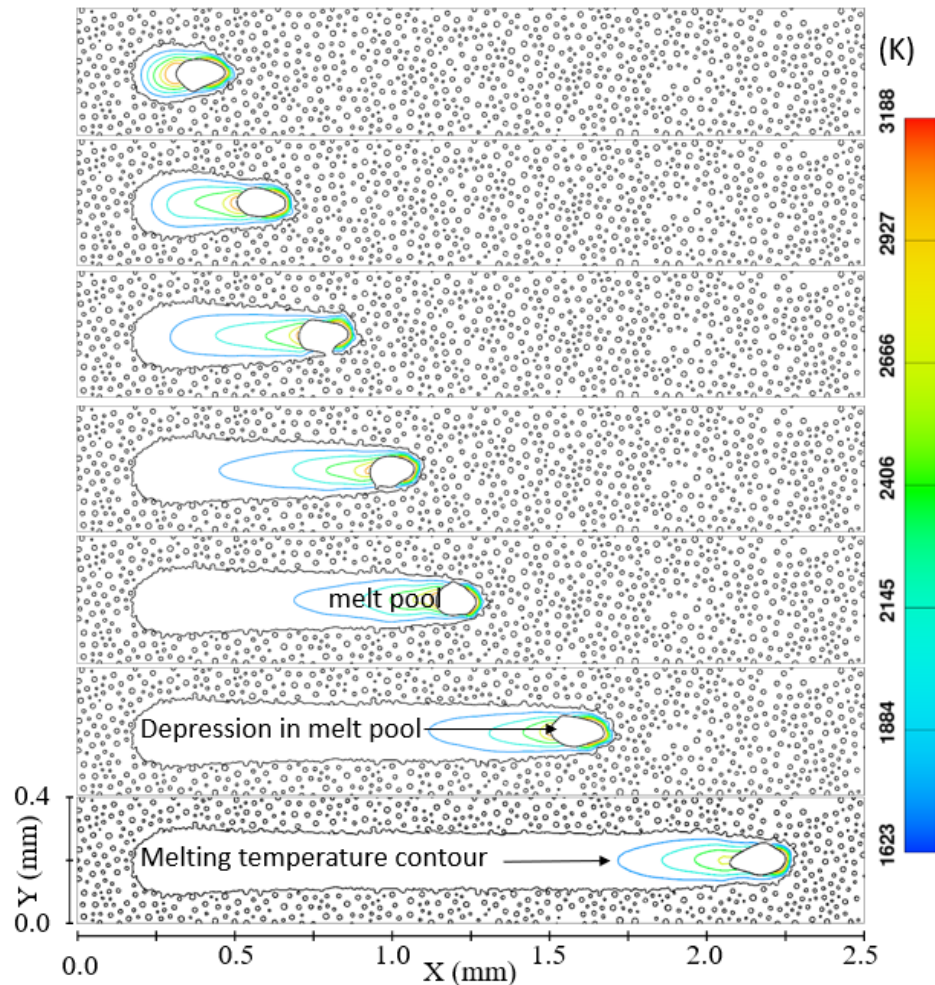 (K)
3188
2927
2666
2406
2145
1884
1623
melt pool
Depression in melt pool
Melting temperature contour
0.4
Y (mm)
0.0
0.0 0.5 1.0 1.5 2.0 2.5
X (mm)